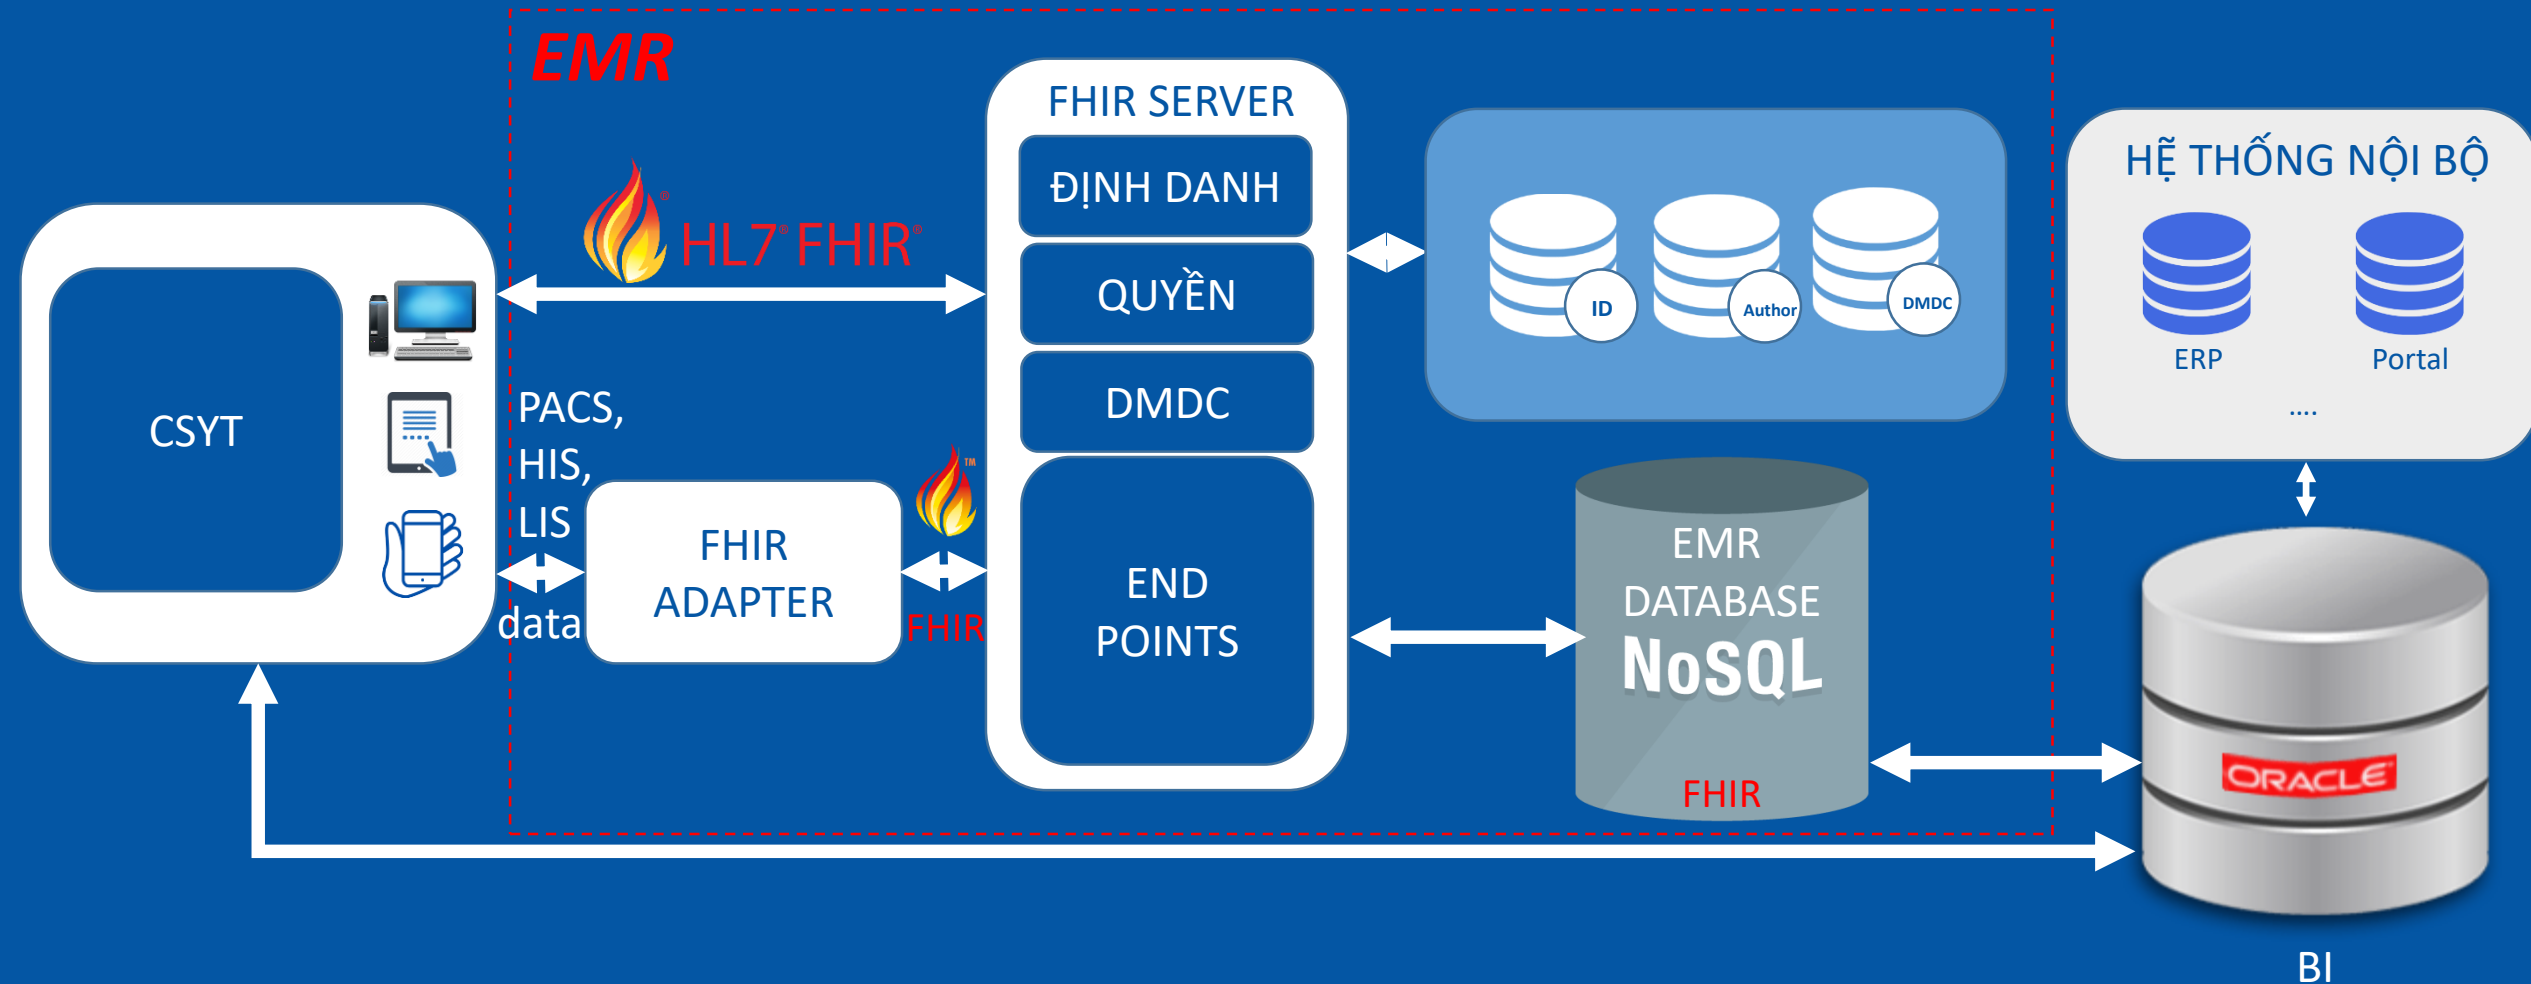 EMR
FHIR SERVER
ĐỊNH DANH
QUYỀN
DMDC
END
POINTS
HL7® FHIR®
CSYT
PACS,
HIS,
LIS
data
FHIR
ADAPTER
TM
FHIR
ID
Author
DMDC
EMR
DATABASE
NoSQL
FHIR
HỆ THỐNG NỘI BỘ
ERP
Portal
....
ORACLE
BI